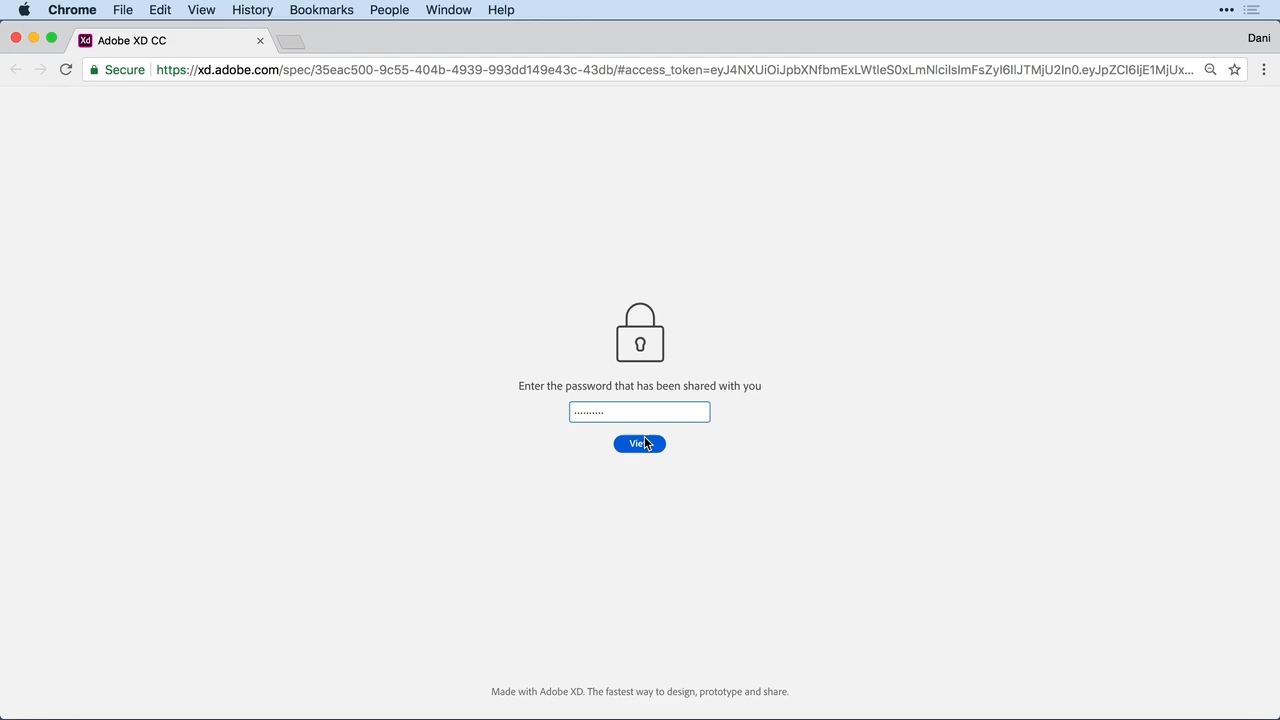 Chrome File Edit View History Bookmarks People Window Help
Xd Adobe XD CC
Dani
Secure https://xd.adobe.com/spec/35eac500-9c55-404b-4939-993dd149e43c-43db/#access_token=eyJ4NXUiOiJpbXNfbmExLWtleS0xLmNlciIsImFsZyI6IlJTMjU2In0.eyJpZCI6IjE1MjUx...
Enter the password that has been shared with you
..........
Made with Adobe XD. The fastest way to design, prototype and share.